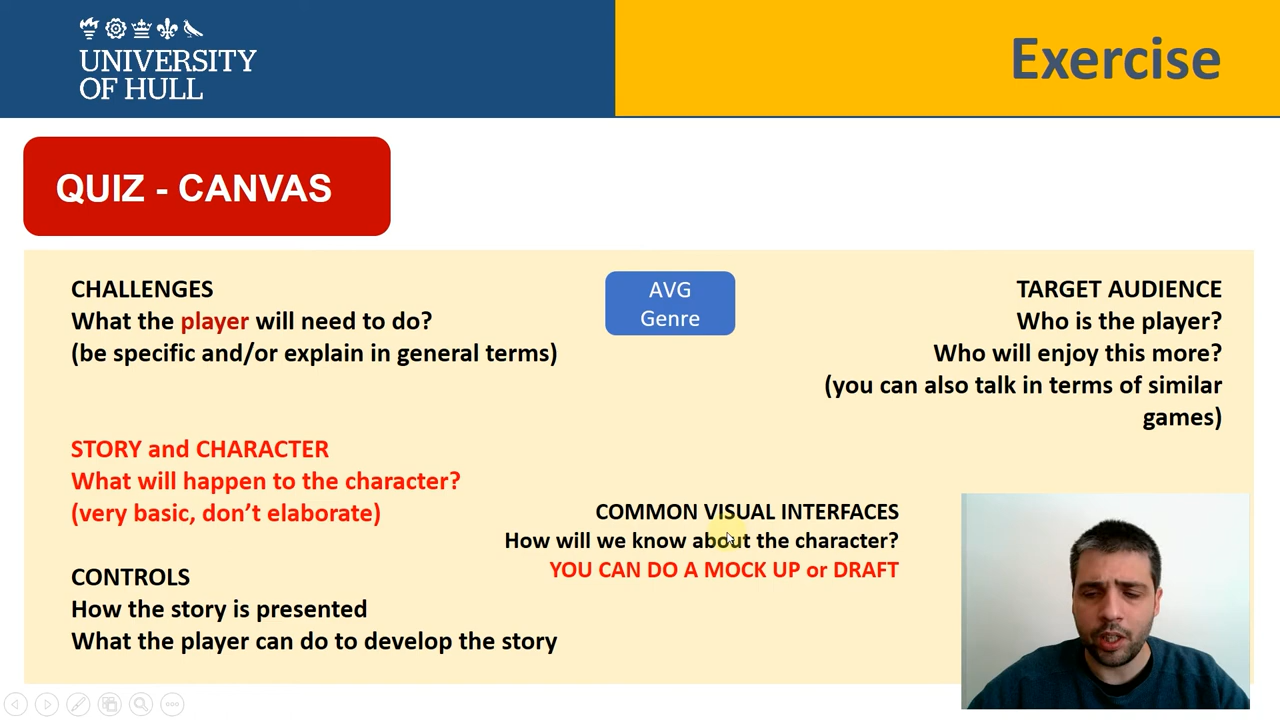 UNIVERSITY
OF HULL
Exercise
QUIZ - CANVAS
CHALLENGES
What the player will need to do?
(be specific and/or explain in general terms)
AVG
Genre
TARGET AUDIENCE
Who is the player?
Who will enjoy this more?
(you can also talk in terms of similar
games)
STORY and CHARACTER
What will happen to the character?
(very basic, don’t elaborate)
COMMON VISUAL INTERFACES
How will we know about the character?
YOU CAN DO A MOCK UP or DRAFT
CONTROLS
How the story is presented
What the player can do to develop the story